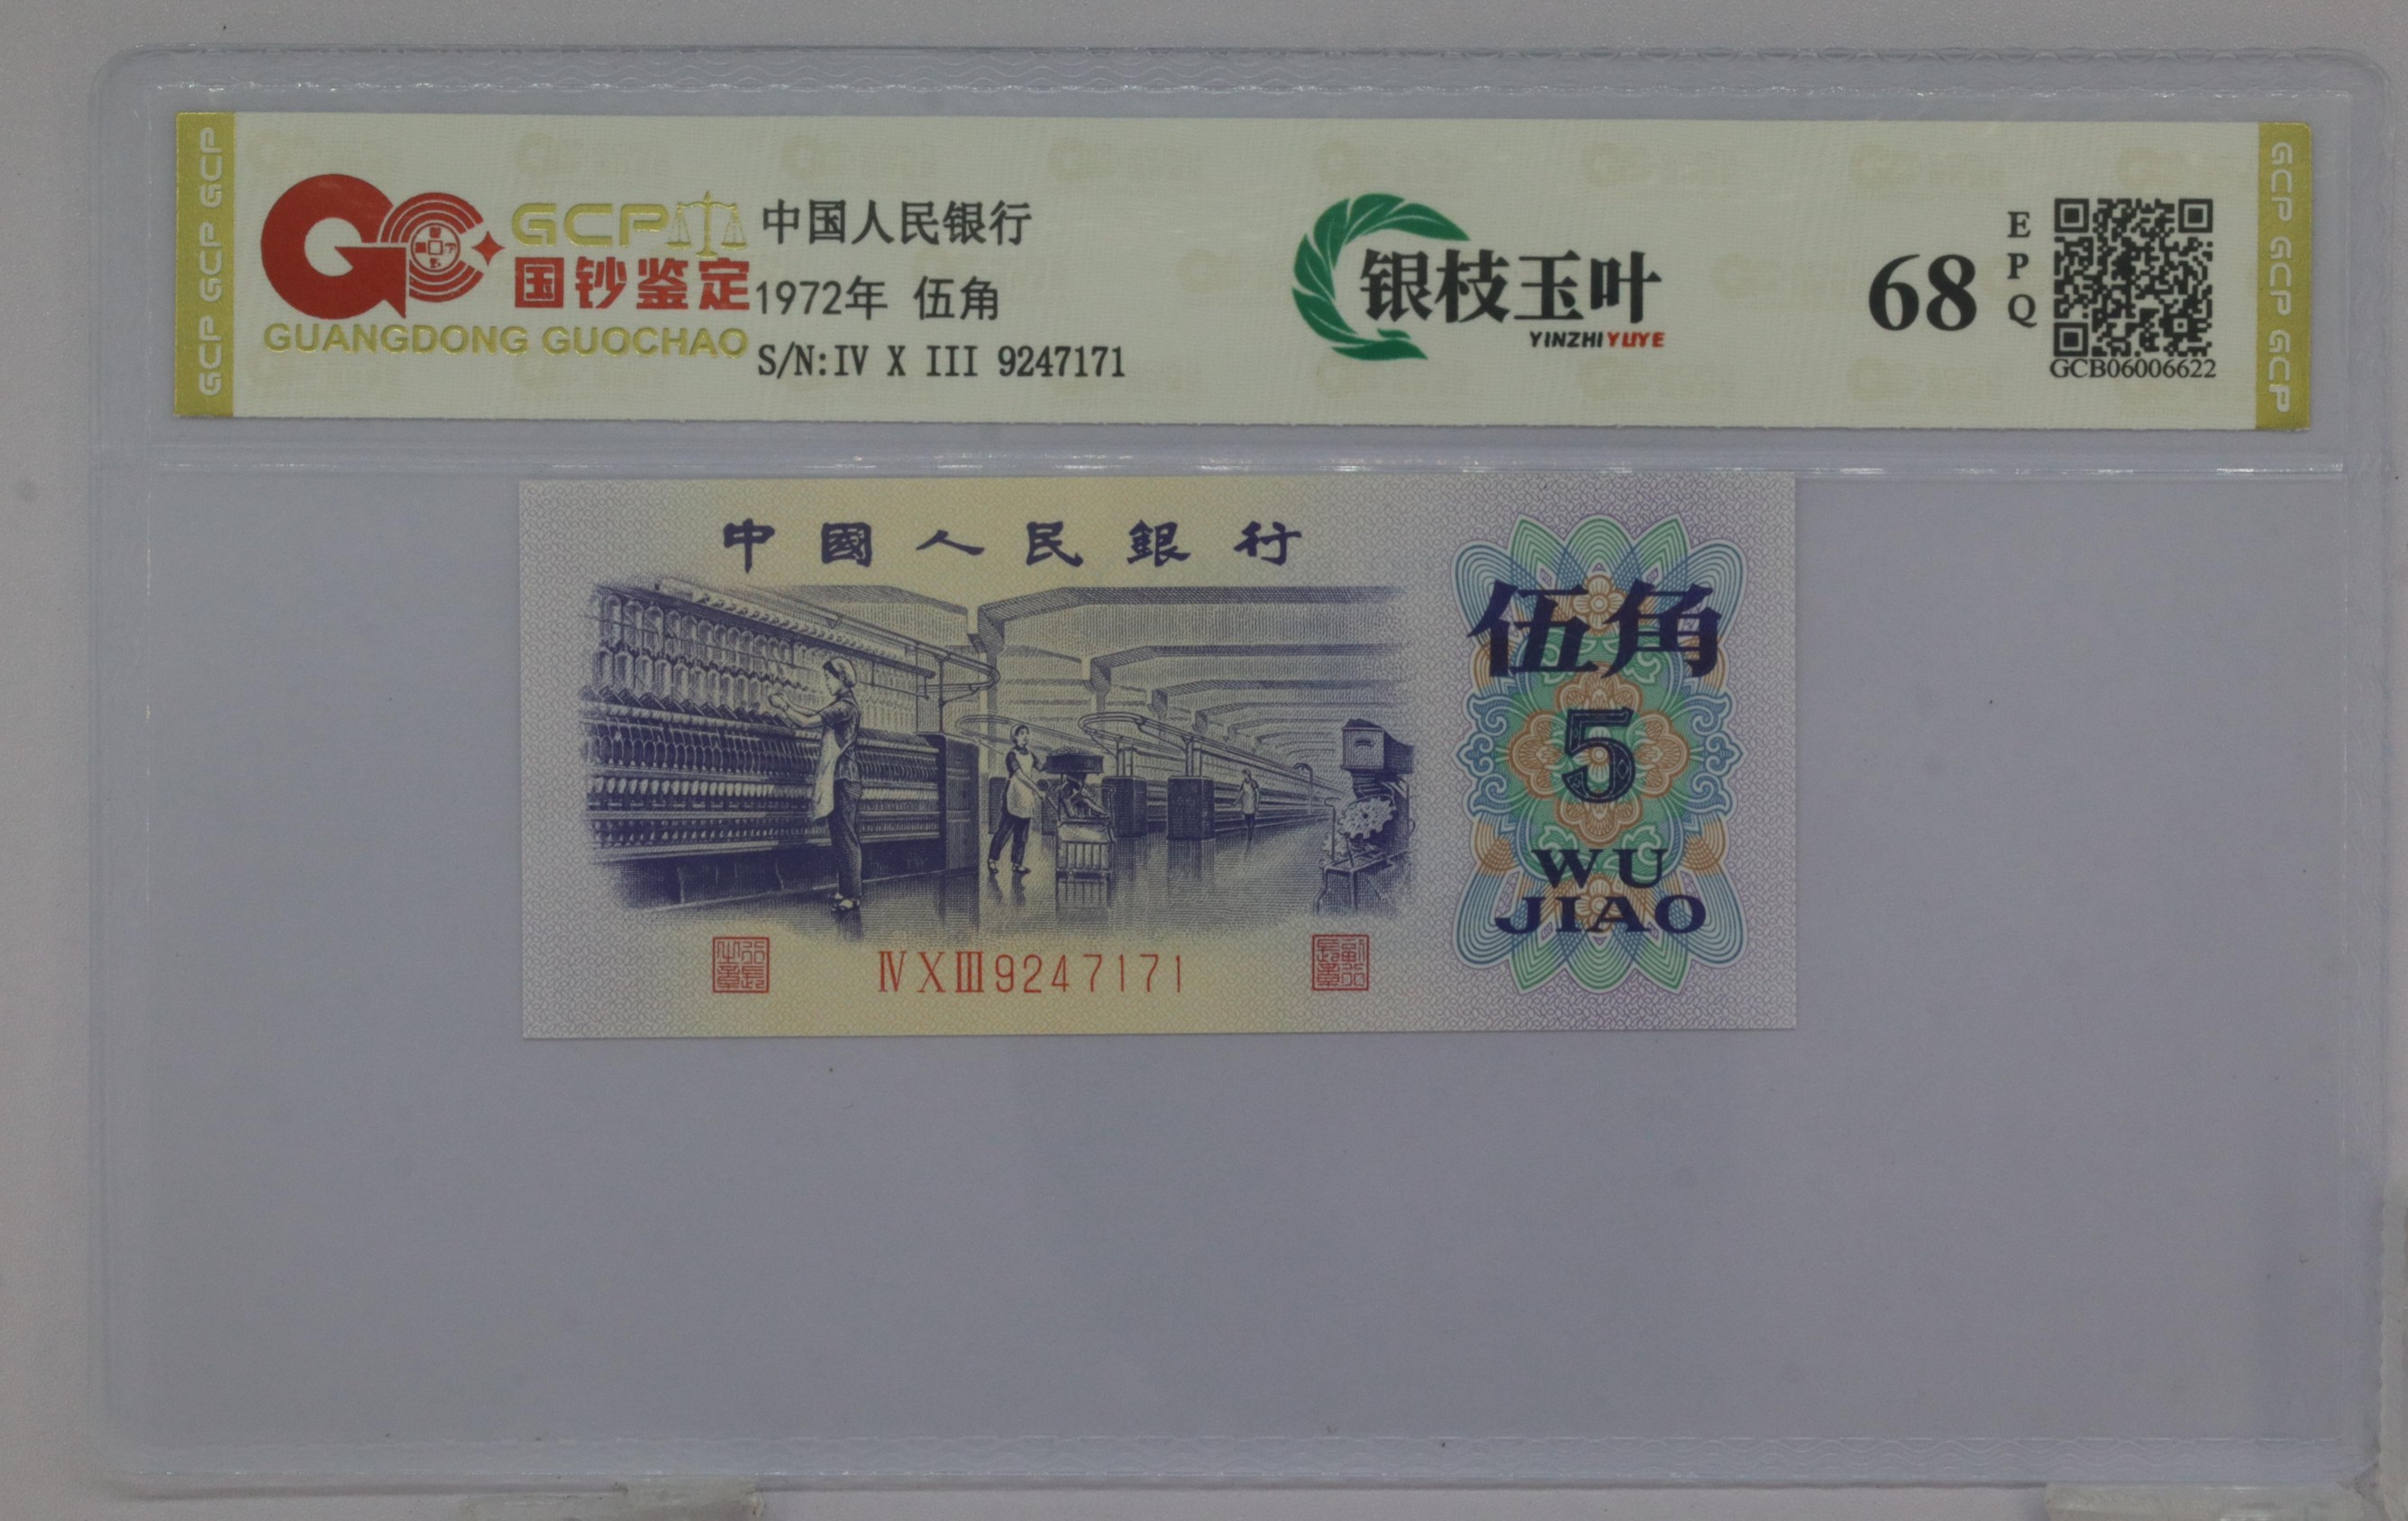 GCP GCP GCP
GCP
国钞鉴定
GUANGDONG GUOCHAO
中国人民银行
1972年 伍角
S/N:IV X III 9247171
银枝玉叶
YINZHIYUYE
68
EPQ
GCB06006622
GCP GCP GCP
中國人民銀行
伍角
5
WU
JIAO
ⅣⅩⅢ9247171